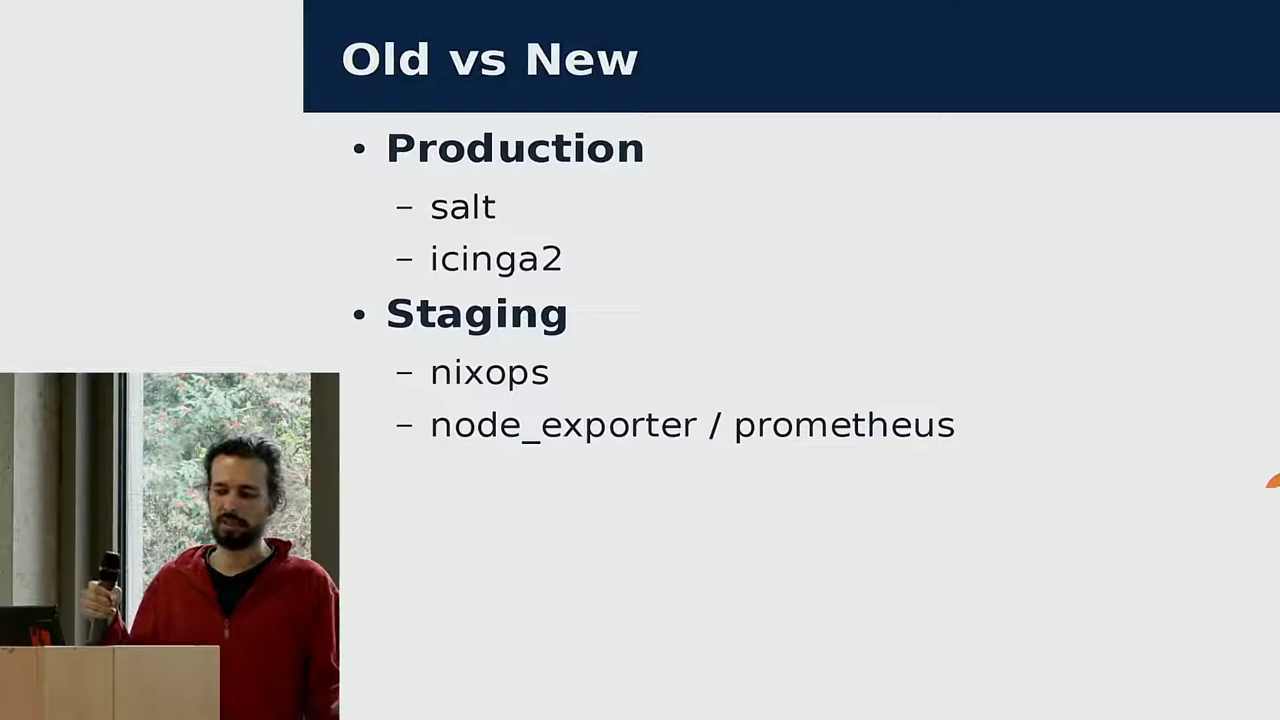 Old vs New
• Production
– salt
– icinga2
• Staging
– nixops
– node_exporter / prometheus